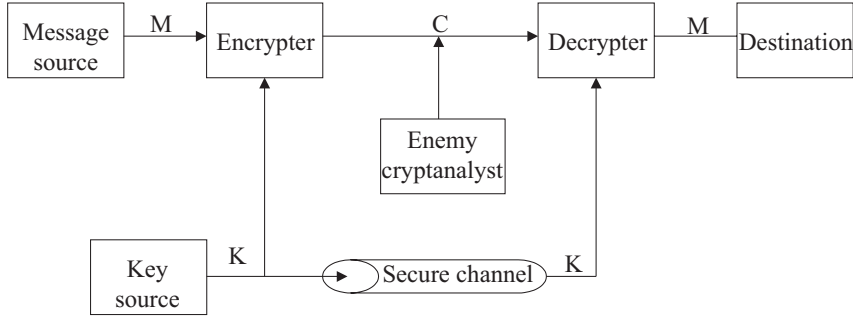 Message
source
M
Encrypter
C
Decrypter
M
Destination
Enemy
cryptanalyst
Key
source
K
Secure channel
K